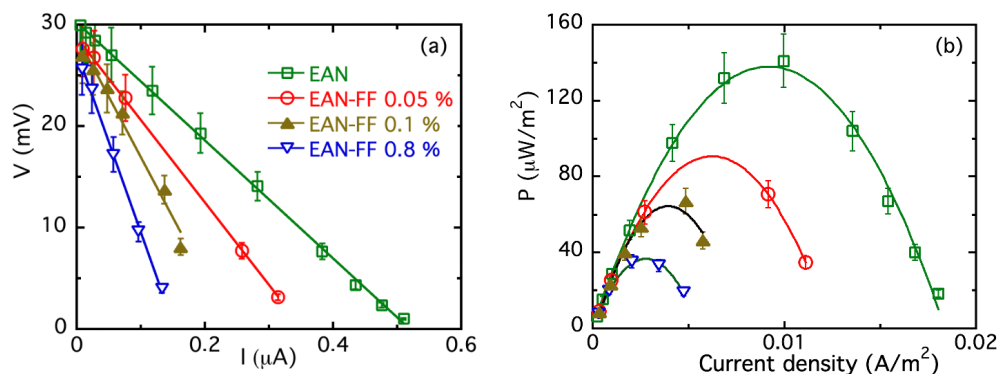 30
20
10
0
V (mV)
(a)
EAN
EAN-FF 0.05 %
EAN-FF 0.1 %
EAN-FF 0.8 %
0 0.2 0.4 0.6
I (μA)
160
120
80
40
0
P (μW/m²)
(b)
0 0.01 0.02
Current density (A/m²)